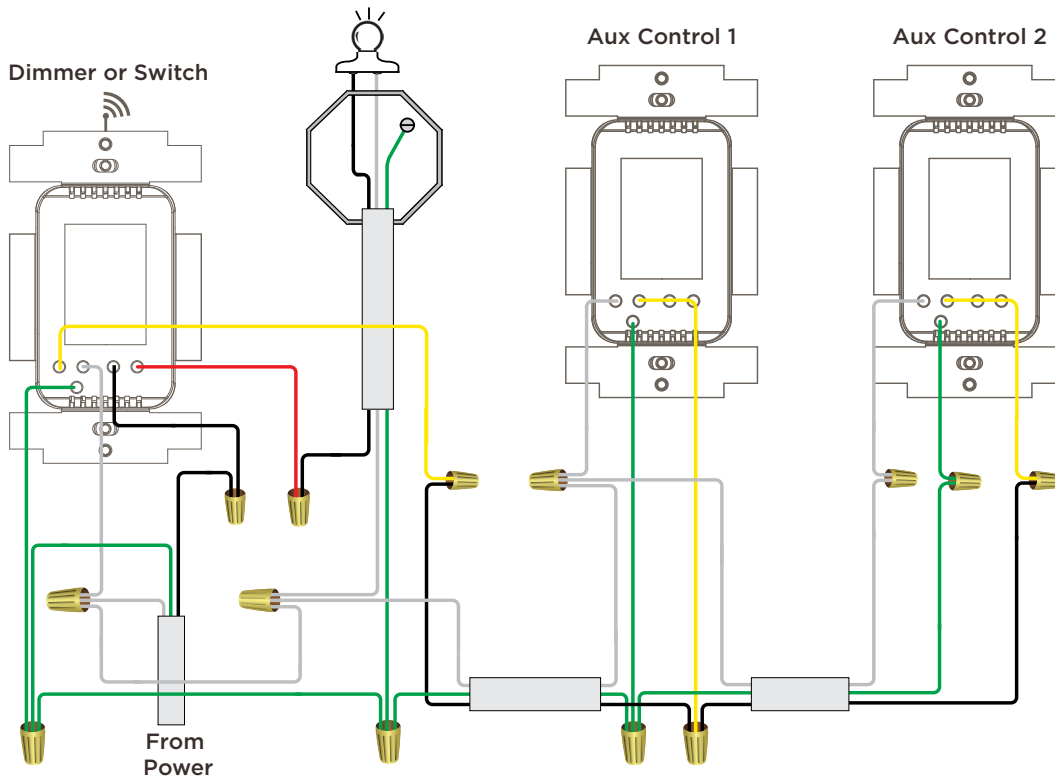 Dimmer or Switch
Aux Control 1
Aux Control 2
From
Power